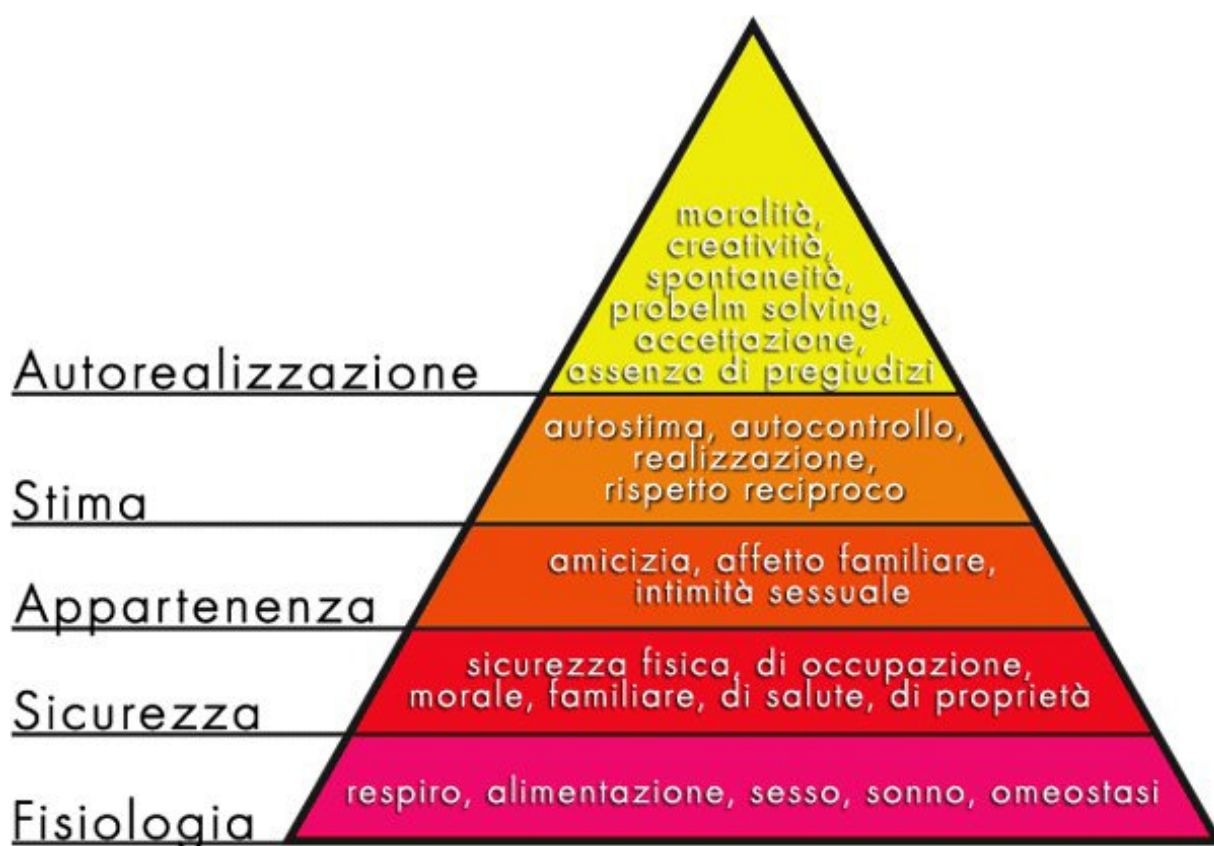 moralità,
creatività,
spontaneità,
probelm solving,
accettazione,
assenza di pregiudizi
Autorealizzazione
autostima, autocontrollo,
realizzazione,
rispetto reciproco
Stima
amicizia, affetto familiare,
intimità sessuale
Appartenenza
sicurezza fisica, di occupazione,
morale, familiare, di salute, di proprietà
Sicurezza
respiro, alimentazione, sesso, sonno, omeostasi
Fisiologia